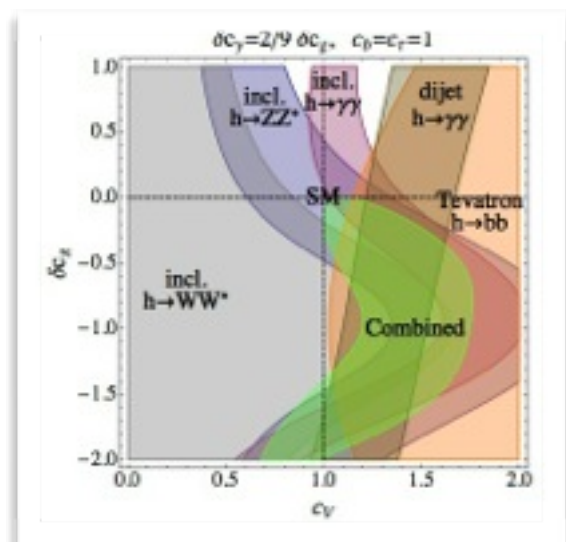 δc_γ=2/9 δc_g, c_b=c_τ=1
incl.
h→ZZ*
incl.
h→γγ
dijet
h→γγ
SM
Tevatron
h→bb
incl.
h→WW*
Combined
δc_g
1.0
0.5
0.0
−0.5
−1.0
−1.5
−2.0
0.0
0.5
1.0
1.5
2.0
c_V